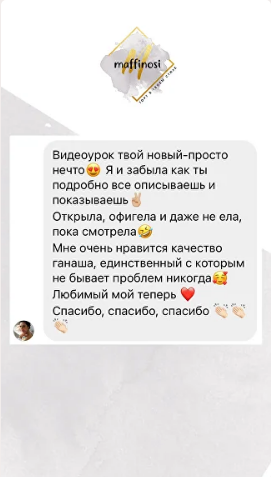 maffinosi
Видеоурок твой новый-просто
нечто😍 Я и забыла как ты
подробно все описываешь и
показываешь✌🏻
Открыла, офигела и даже не ела,
пока смотрела🤣
Мне очень нравится качество
ганаша, единственный с которым
не бывает проблем никогда🥰
Любимый мой теперь ❤️
Спасибо, спасибо, спасибо 👏🏻👏🏻
👏🏻